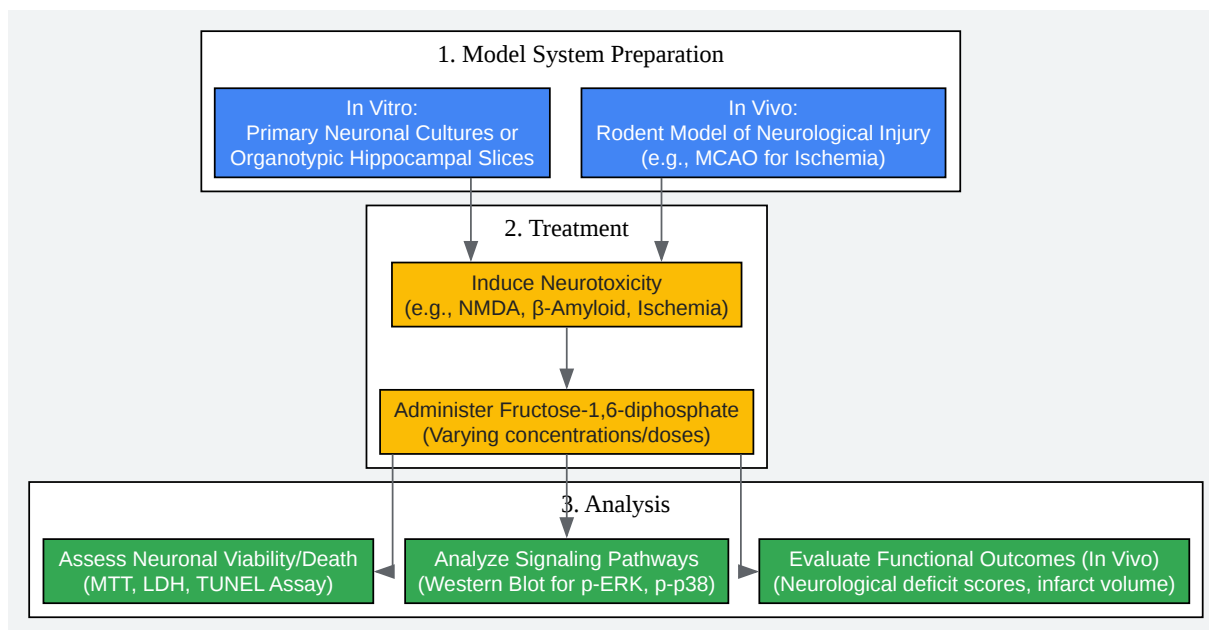 1. Model System Preparation
In Vitro:
Primary Neuronal Cultures or
Organotypic Hippocampal Slices
In Vivo:
Rodent Model of Neurological Injury
(e.g., MCAO for Ischemia)
2. Treatment
Induce Neurotoxicity
(e.g., NMDA, β-Amyloid, Ischemia)
Administer Fructose-1,6-diphosphate
(Varying concentrations/doses)
3. Analysis
Assess Neuronal Viability/Death
(MTT, LDH, TUNEL Assay)
Analyze Signaling Pathways
(Western Blot for p-ERK, p-p38)
Evaluate Functional Outcomes (In Vivo)
(Neurological deficit scores, infarct volume)